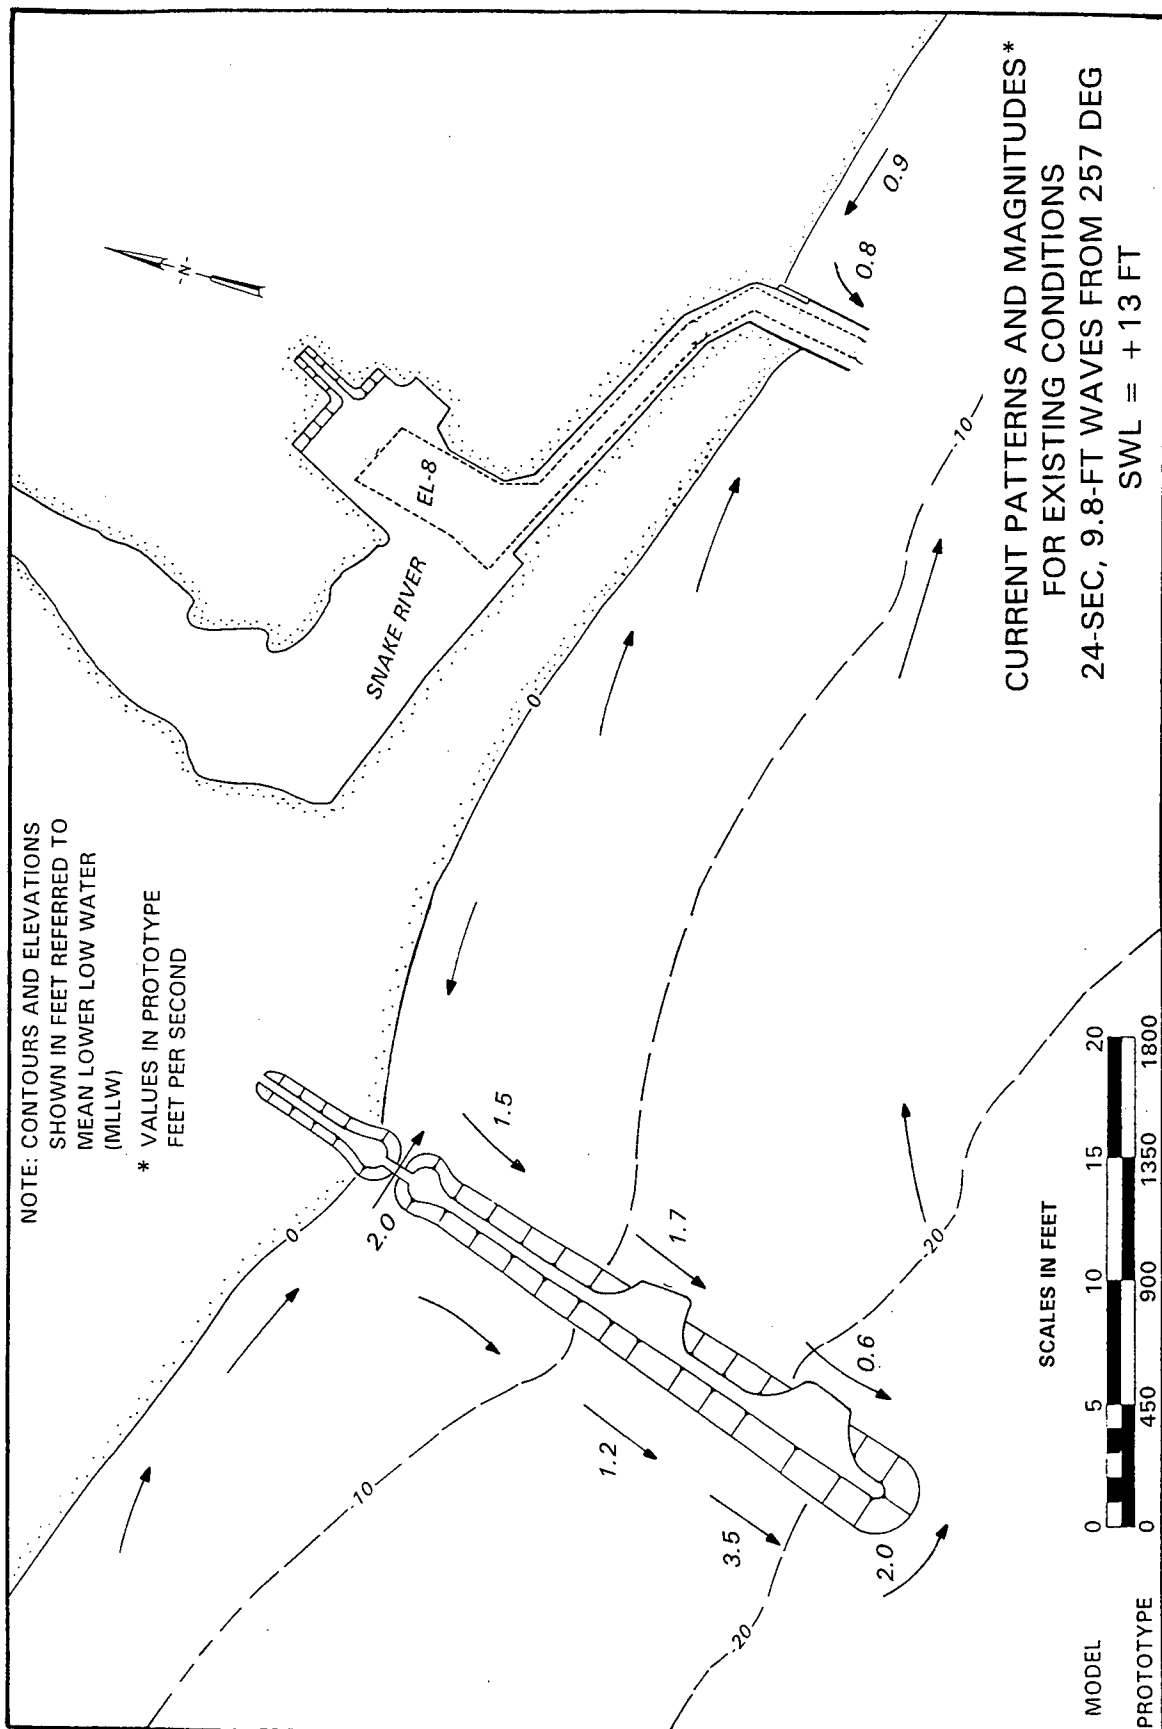 NOTE: CONTOURS AND ELEVATIONS
SHOWN IN FEET REFERRED TO
MEAN LOWER LOW WATER
(MLLW)
* VALUES IN PROTOTYPE
FEET PER SECOND
-N-
SNAKE RIVER
EL-8
0
0
2.0
1.5
1.7
0.6
1.2
3.5
2.0
0.8
0.9
-10-
-10-
-20-
-20-
SCALES IN FEET
MODEL 0 5 10 15 20
PROTOTYPE 0 450 900 1350 1800
CURRENT PATTERNS AND MAGNITUDES*
FOR EXISTING CONDITIONS
24-SEC, 9.8-FT WAVES FROM 257 DEG
SWL = +13 FT